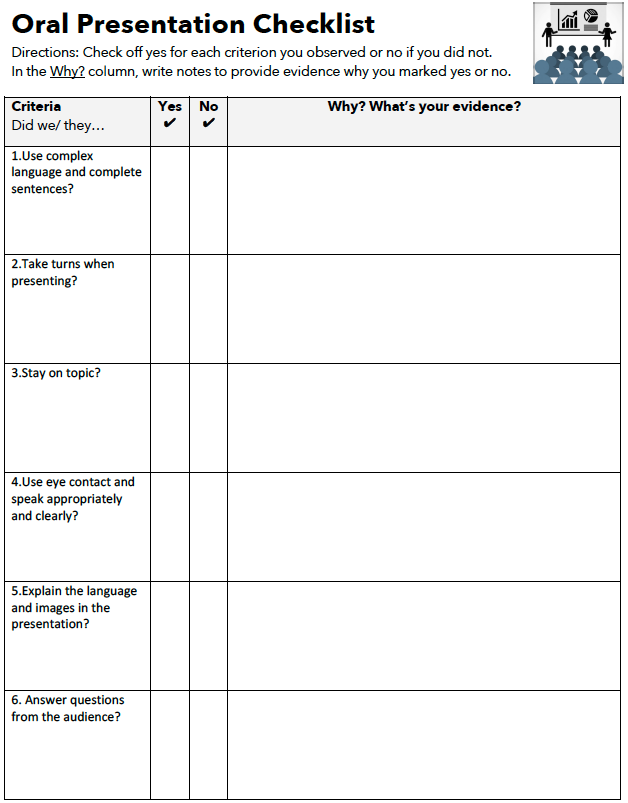 Oral Presentation Checklist
Directions: Check off yes for each criterion you observed or no if you did not.
In the Why? column, write notes to provide evidence why you marked yes or no.
Criteria
Did we/ they…
Yes
✔
No
✔
Why? What's your evidence?
1.Use complex
language and complete
sentences?
2.Take turns when
presenting?
3.Stay on topic?
4.Use eye contact and
speak appropriately
and clearly?
5.Explain the language
and images in the
presentation?
6. Answer questions
from the audience?